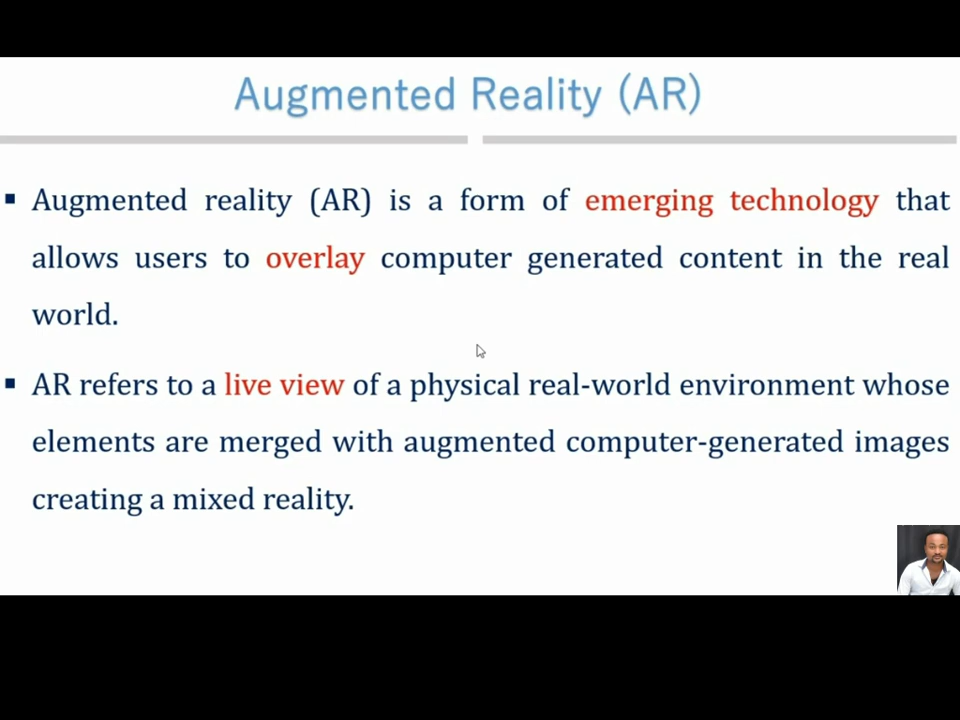 Augmented Reality (AR)
▪ Augmented reality (AR) is a form of emerging technology that
allows users to overlay computer generated content in the real
world.
▪ AR refers to a live view of a physical real-world environment whose
elements are merged with augmented computer-generated images
creating a mixed reality.